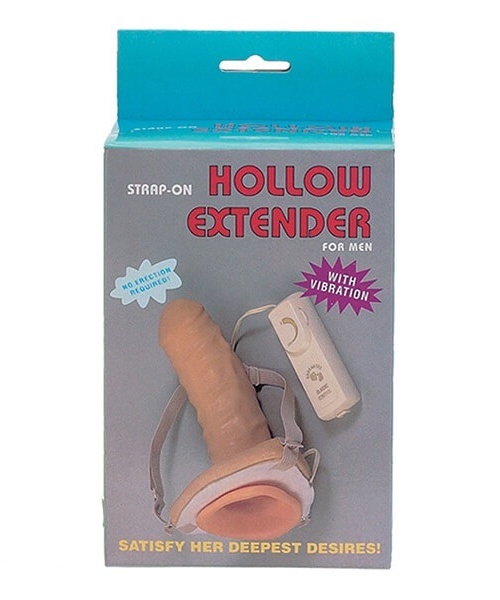 STRAP-ON HOLLOW
EXTENDER
FOR MEN
NO ERECTION
REQUIRED!
WITH
VIBRATION
SATISFY HER DEEPEST DESIRES!